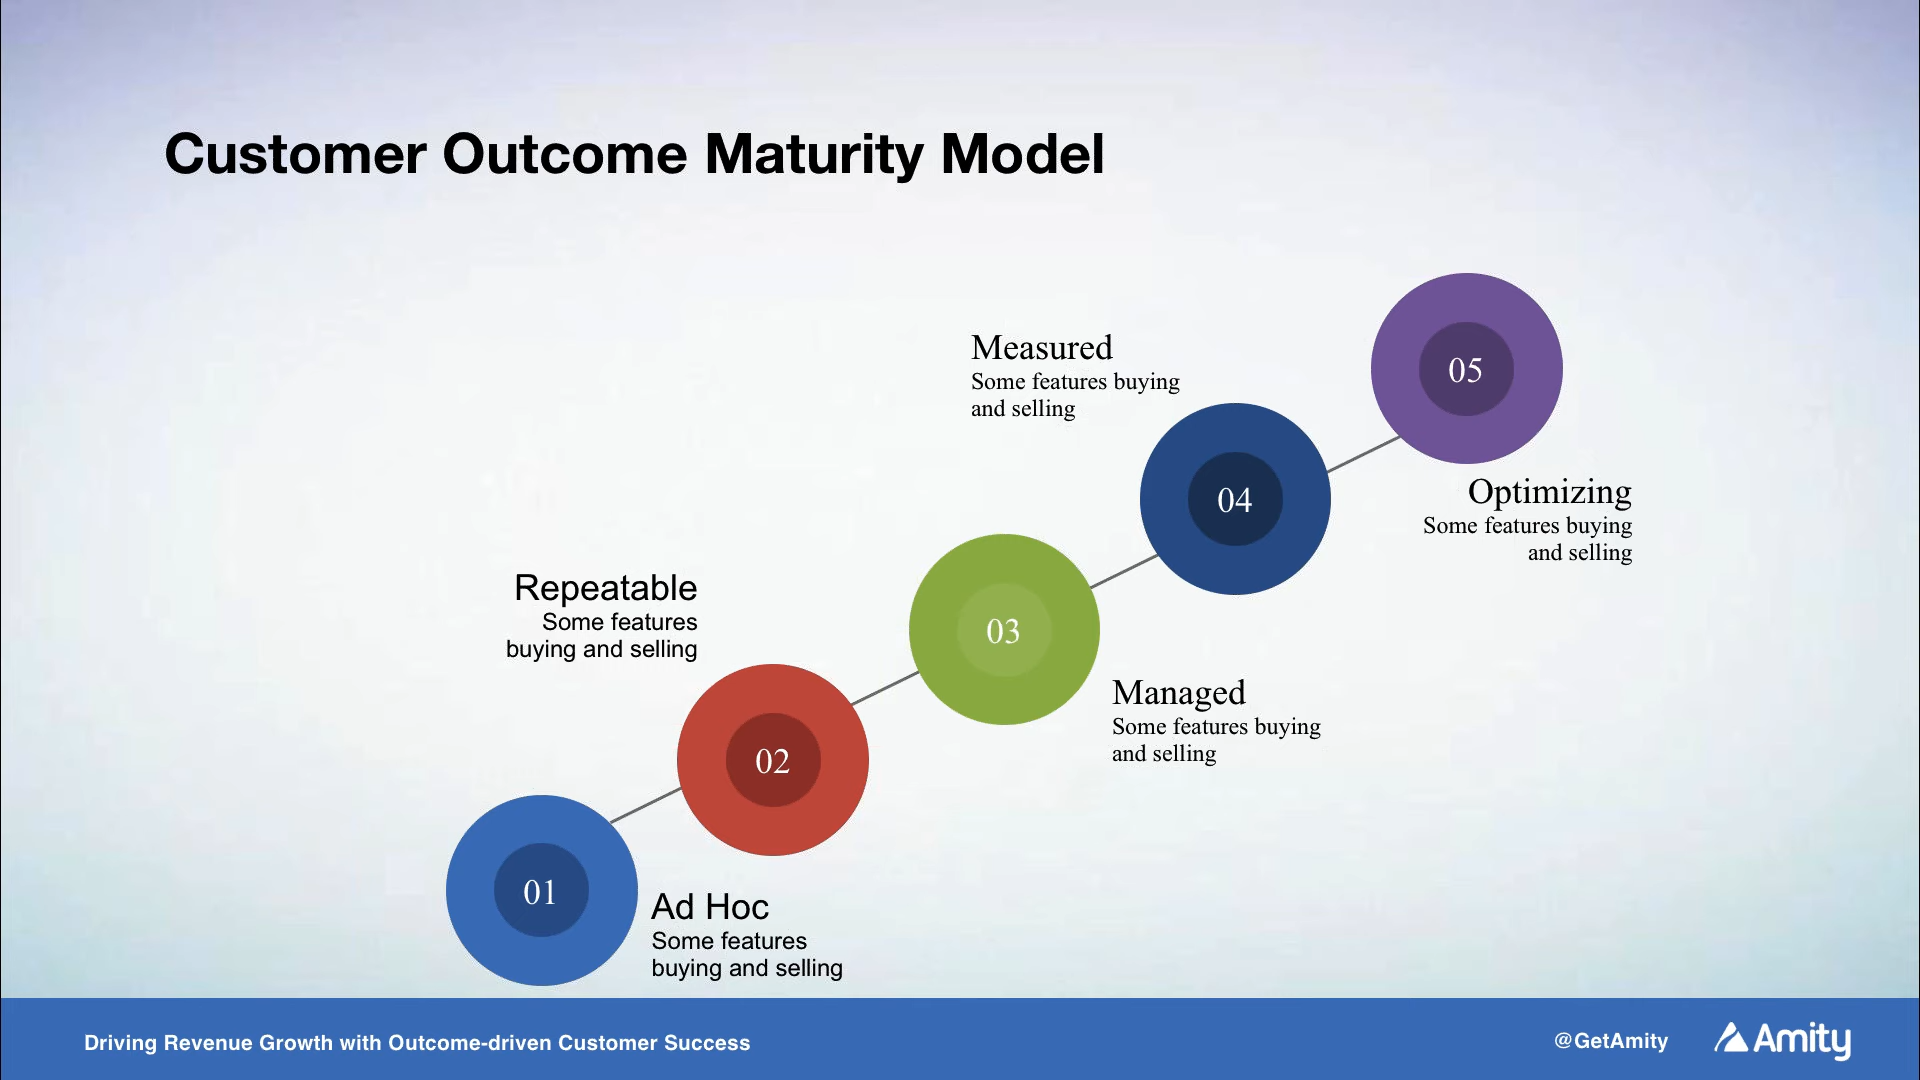 Customer Outcome Maturity Model
05
Measured
Some features buying
and selling
04
Optimizing
Some features buying
and selling
03
Repeatable
Some features
buying and selling
Managed
Some features buying
and selling
02
01
Ad Hoc
Some features
buying and selling
Driving Revenue Growth with Outcome-driven Customer Success
@GetAmity
Amity